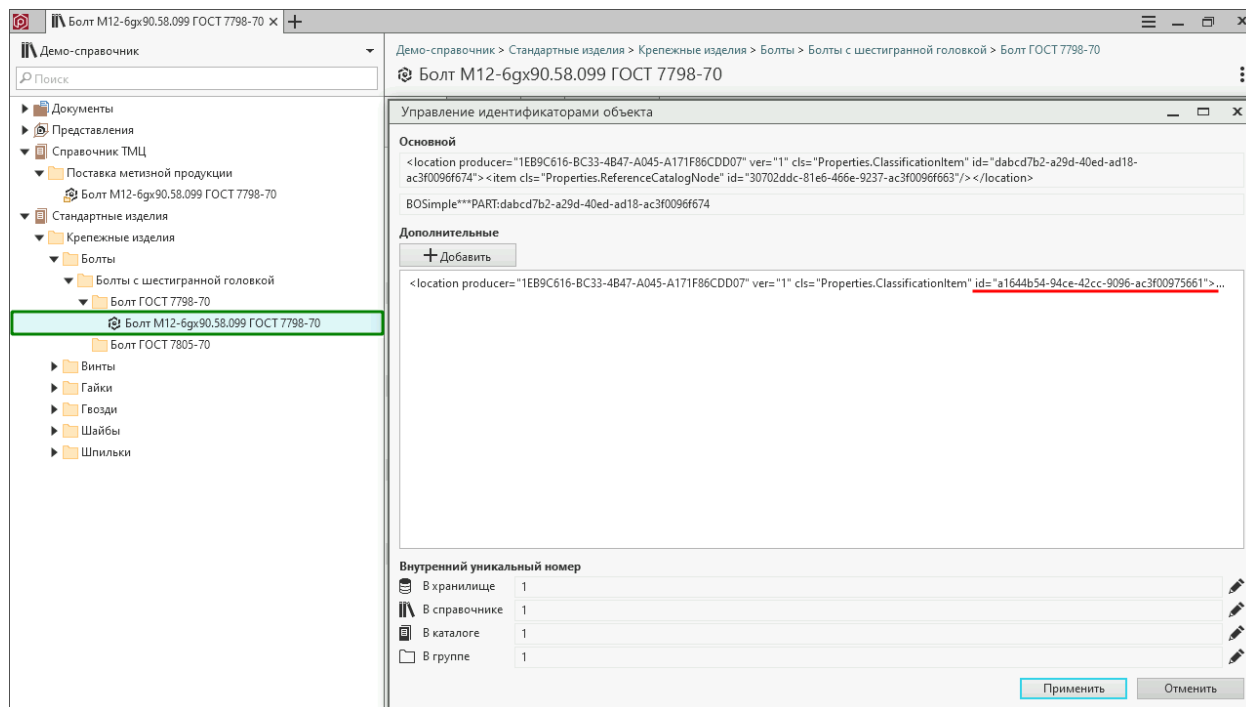 Болт M12-6gx90.58.099 ГОСТ 7798-70
Демо-справочник
Поиск
Документы
Представления
Справочник ТМЦ
Поставка метизной продукции
Болт M12-6gx90.58.099 ГОСТ 7798-70
Стандартные изделия
Крепежные изделия
Болты
Болты с шестигранной головкой
Болт ГОСТ 7798-70
Болт M12-6gx90.58.099 ГОСТ 7798-70
Болт ГОСТ 7805-70
Винты
Гайки
Гвозди
Шайбы
Шпильки
Демо-справочник > Стандартные изделия > Крепежные изделия > Болты > Болты с шестигранной головкой > Болт ГОСТ 7798-70
Болт M12-6gx90.58.099 ГОСТ 7798-70
Управление идентификаторами объекта
Основной
<location producer="1EB9C616-BC33-4B47-A045-A171F86CDD07" ver="1" cls="Properties.ClassificationItem" id="dabcd7b2-a29d-40ed-ad18-
ac3f0096f674"><item cls="Properties.ReferenceCatalogNode" id="30702ddc-81e6-466e-9237-ac3f0096f663"/></location>
BOSimple***PART:dabcd7b2-a29d-40ed-ad18-ac3f0096f674
Дополнительные
Добавить
<location producer="1EB9C616-BC33-4B47-A045-A171F86CDD07" ver="1" cls="Properties.ClassificationItem" id="a1644b54-94ce-42cc-9096-ac3f00975661">...
Внутренний уникальный номер
В хранилище 1
В справочнике 1
В каталоге 1
В группе 1
Применить Отменить